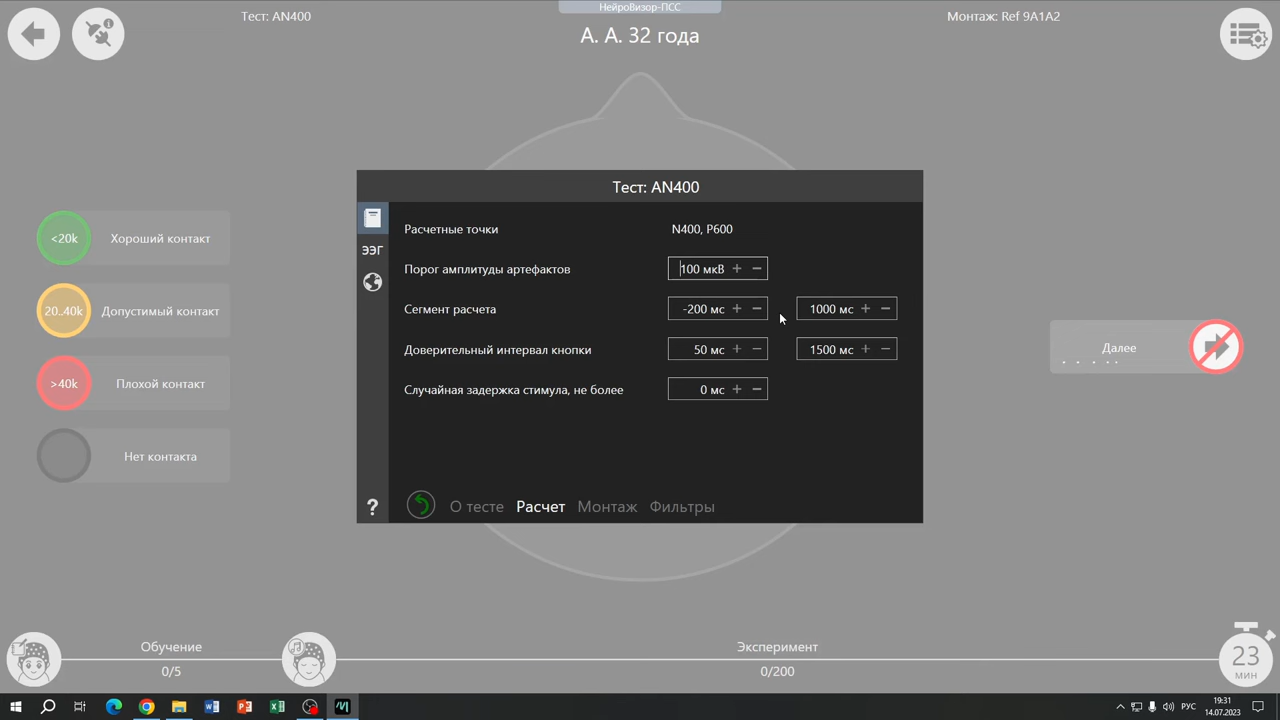 НейроВизор-ПСС
Тест: AN400
А. А. 32 года
Монтаж: Ref 9A1A2
<20k Хороший контакт
20..40k Допустимый контакт
>40k Плохой контакт
Нет контакта
Тест: AN400
ЭЭГ
Расчетные точки N400, P600
Порог амплитуды артефактов 100 мкВ + −
Сегмент расчета -200 мс + − 1000 мс + −
Доверительный интервал кнопки 50 мс + − 1500 мс + −
Случайная задержка стимула, не более 0 мс + −
? О тесте Расчет Монтаж Фильтры
Далее
Обучение
0/5
Эксперимент
0/200
23
мин
РУС
19:31
14.07.2023